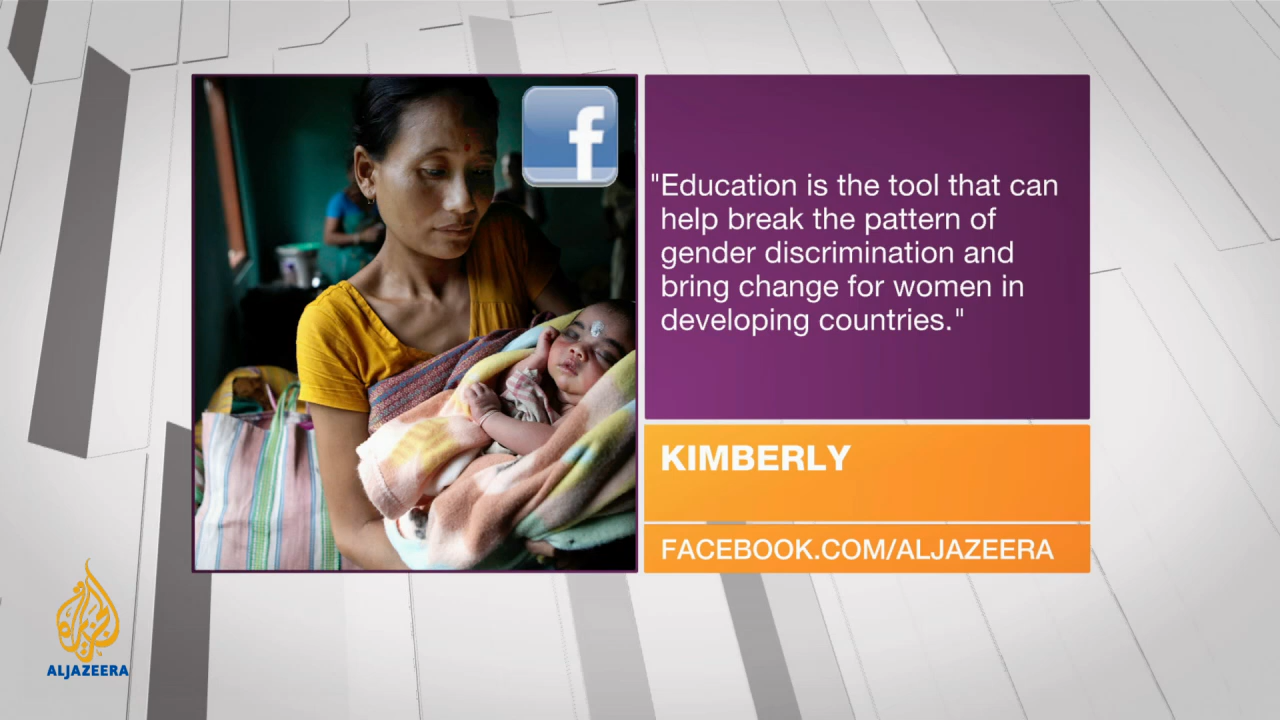 f
"Education is the tool that can
help break the pattern of
gender discrimination and
bring change for women in
developing countries."
KIMBERLY
FACEBOOK.COM/ALJAZEERA
الجزيرة
ALJAZEERA